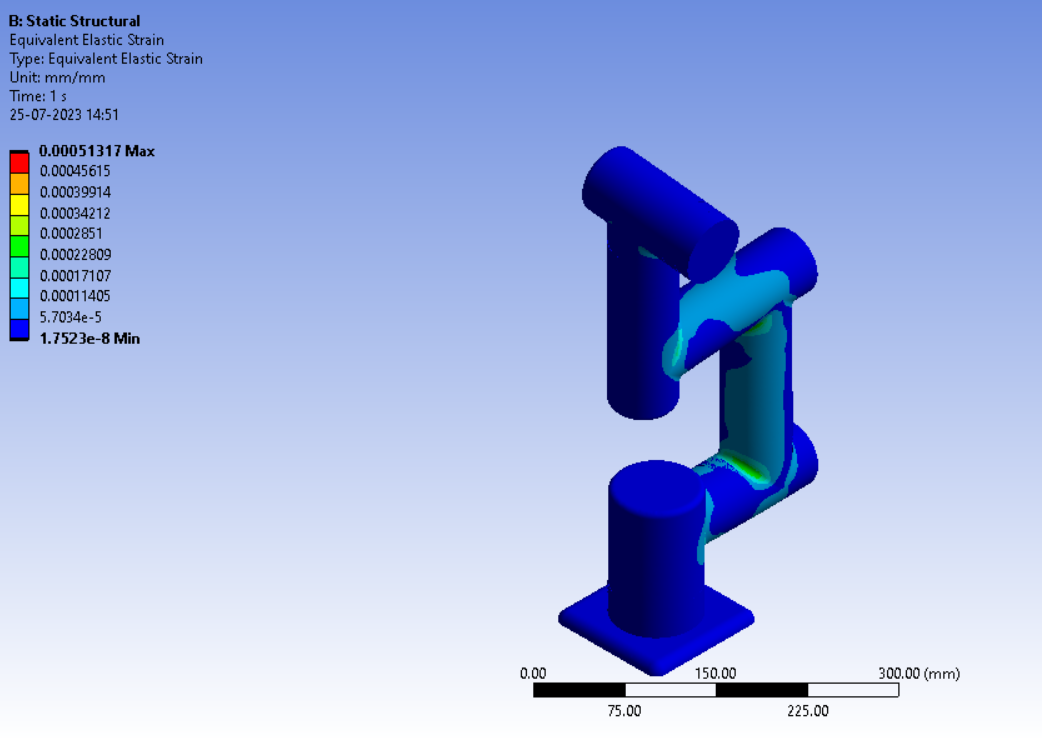 B: Static Structural
Equivalent Elastic Strain
Type: Equivalent Elastic Strain
Unit: mm/mm
Time: 1 s
25-07-2023 14:51
0.00051317 Max
0.00045615
0.00039914
0.00034212
0.0002851
0.00022809
0.00017107
0.00011405
5.7034e-5
1.7523e-8 Min
0.00 150.00 300.00 (mm)
75.00 225.00